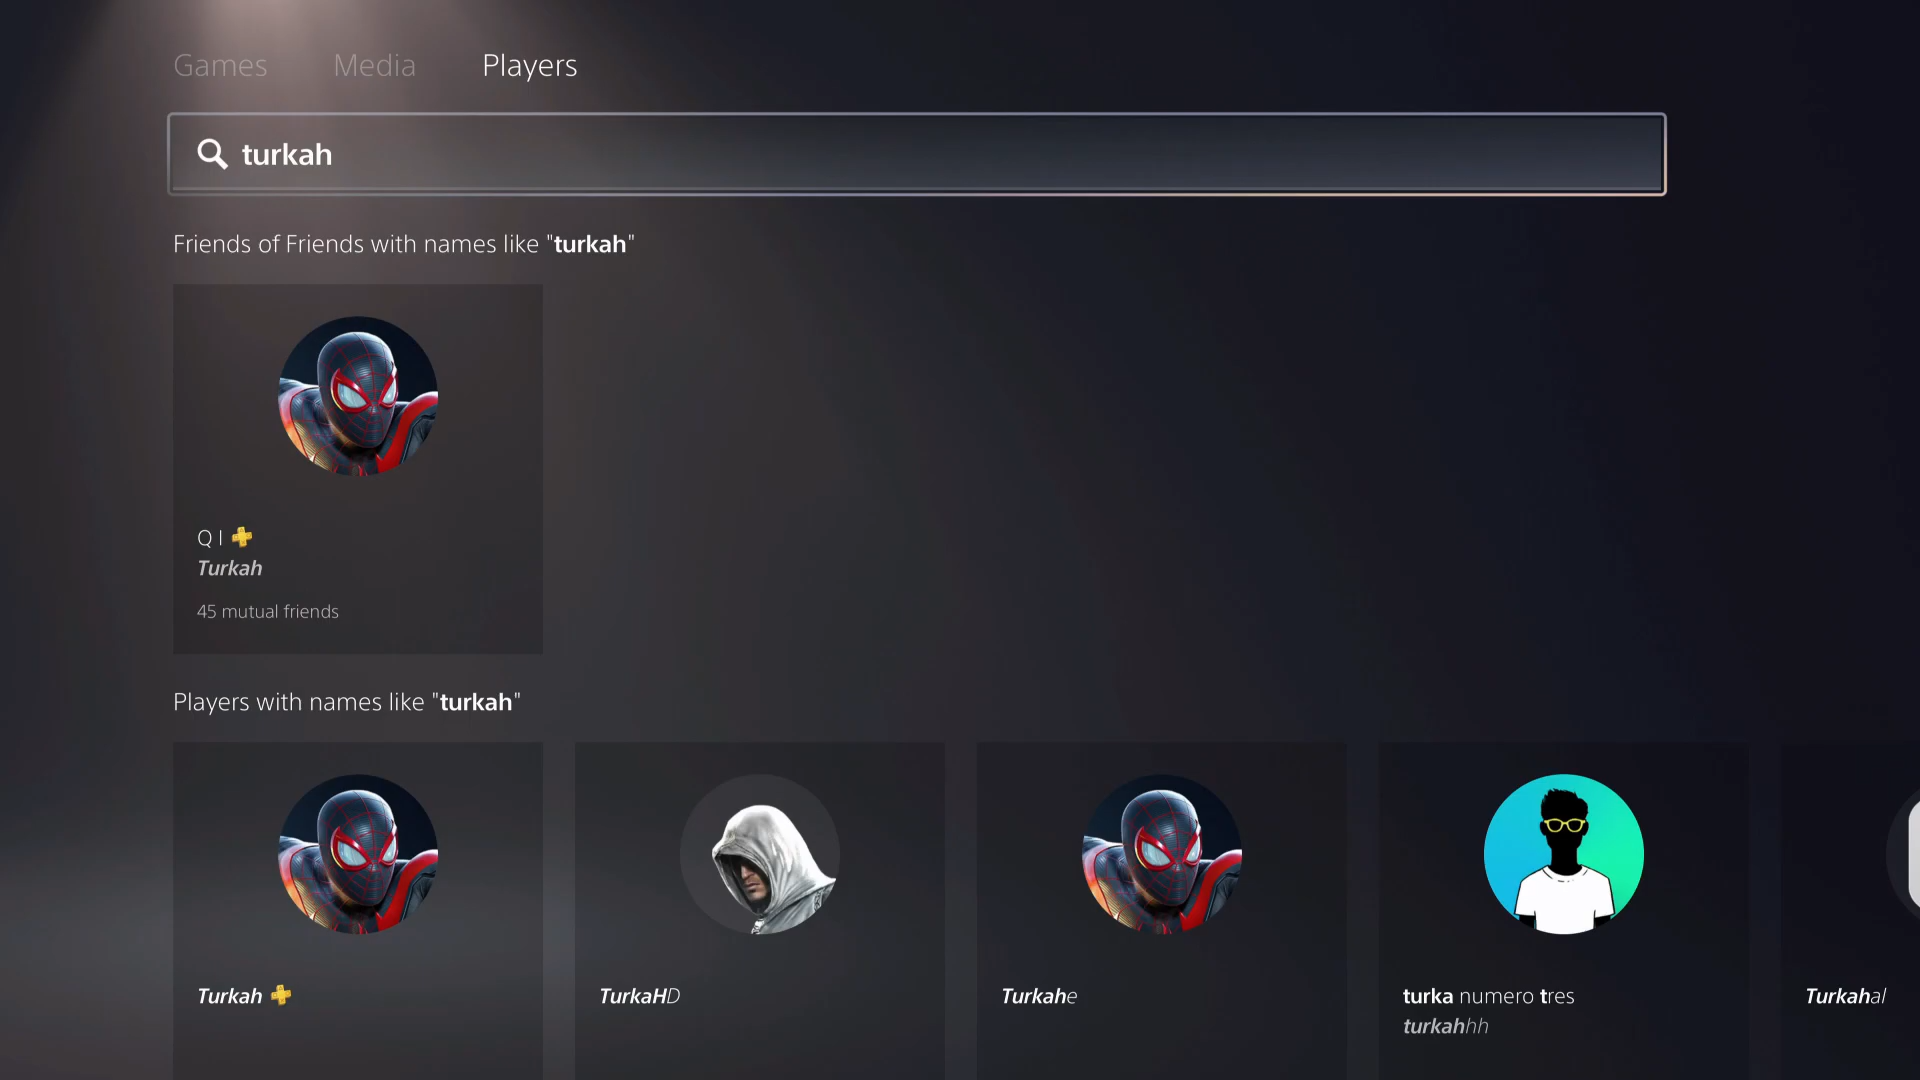 Games Media Players
turkah
Friends of Friends with names like "turkah"
Q I
Turkah
45 mutual friends
Players with names like "turkah"
Turkah TurkaHD Turkahe turka numero tres Turkahal
turkahhh